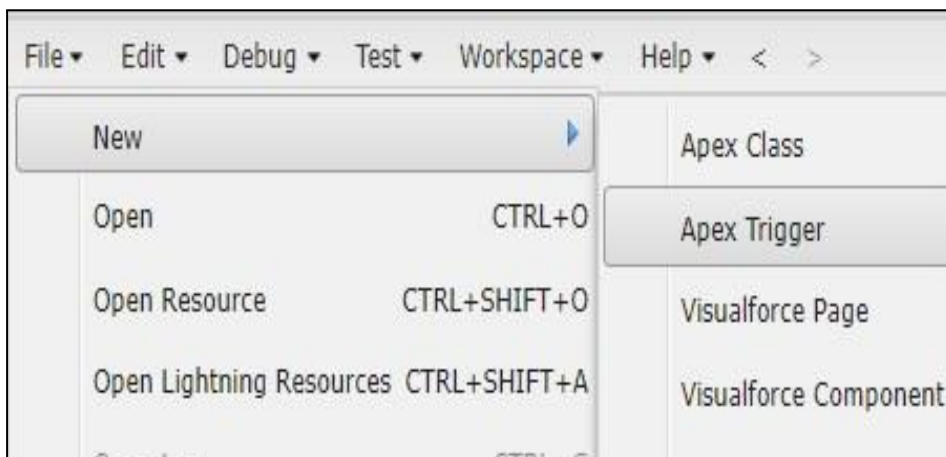 File Edit Debug Test Workspace Help < >
New
Open CTRL+O
Open Resource CTRL+SHIFT+O
Open Lightning Resources CTRL+SHIFT+A
Apex Class
Apex Trigger
Visualforce Page
Visualforce Component